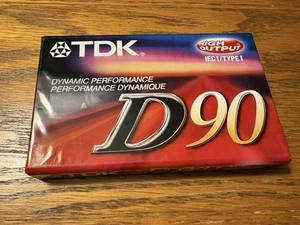 TDK
HIGH OUTPUT
IEC I/TYPE I
DYNAMIC PERFORMANCE
PERFORMANCE DYNAMIQUE
D90